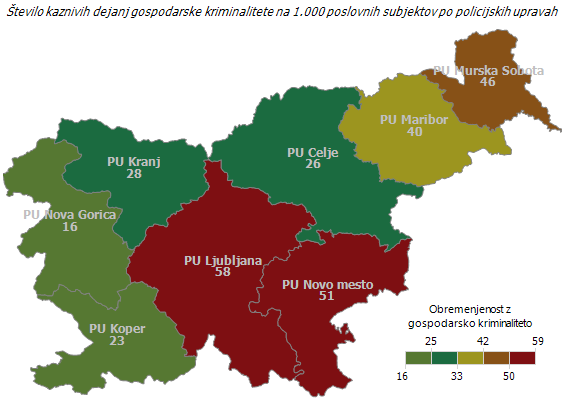 Število kaznivih dejanj gospodarske kriminalitete na 1.000 poslovnih subjektov po policijskih upravah
PU Murska Sobota
46
PU Maribor
40
PU Celje
26
PU Kranj
28
PU Nova Gorica
16
PU Ljubljana
58
PU Novo mesto
51
PU Koper
23
Obremenjenost z
gospodarsko kriminaliteto
25 42 59
16 33 50